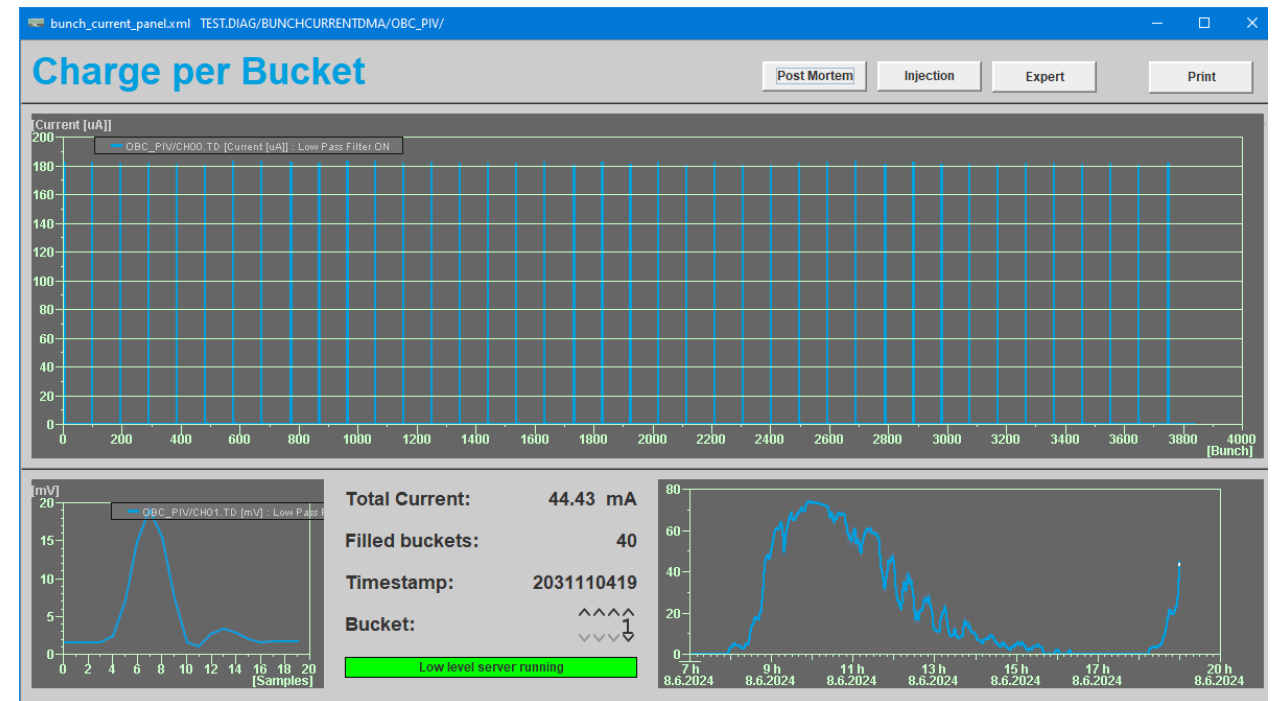 bunch_current_panel.xml TEST.DIAG/BUNCHCURRENTDMA/OBC_PIV/
Charge per Bucket
Post Mortem
Injection
Expert
Print
[Current [uA]]
OBC_PIV/CH00.TD [Current [uA]] : Low Pass Filter ON
200
180
160
140
120
100
80
60
40
20
0
0 200 400 600 800 1000 1200 1400 1600 1800 2000 2200 2400 2600 2800 3000 3200 3400 3600 3800 4000
[Bunch]
[mV]
OBC_PIV/CH01.TD [mV] : Low Pass F
20
15
10
5
0
0 2 4 6 8 10 12 14 16 18 20
[Samples]
Total Current: 44.43 mA
Filled buckets: 40
Timestamp: 2031110419
Bucket: 1
Low level server running
80
60
40
20
0
7 h 9 h 11 h 13 h 15 h 17 h 20 h
8.6.2024 8.6.2024 8.6.2024 8.6.2024 8.6.2024 8.6.2024 8.6.2024